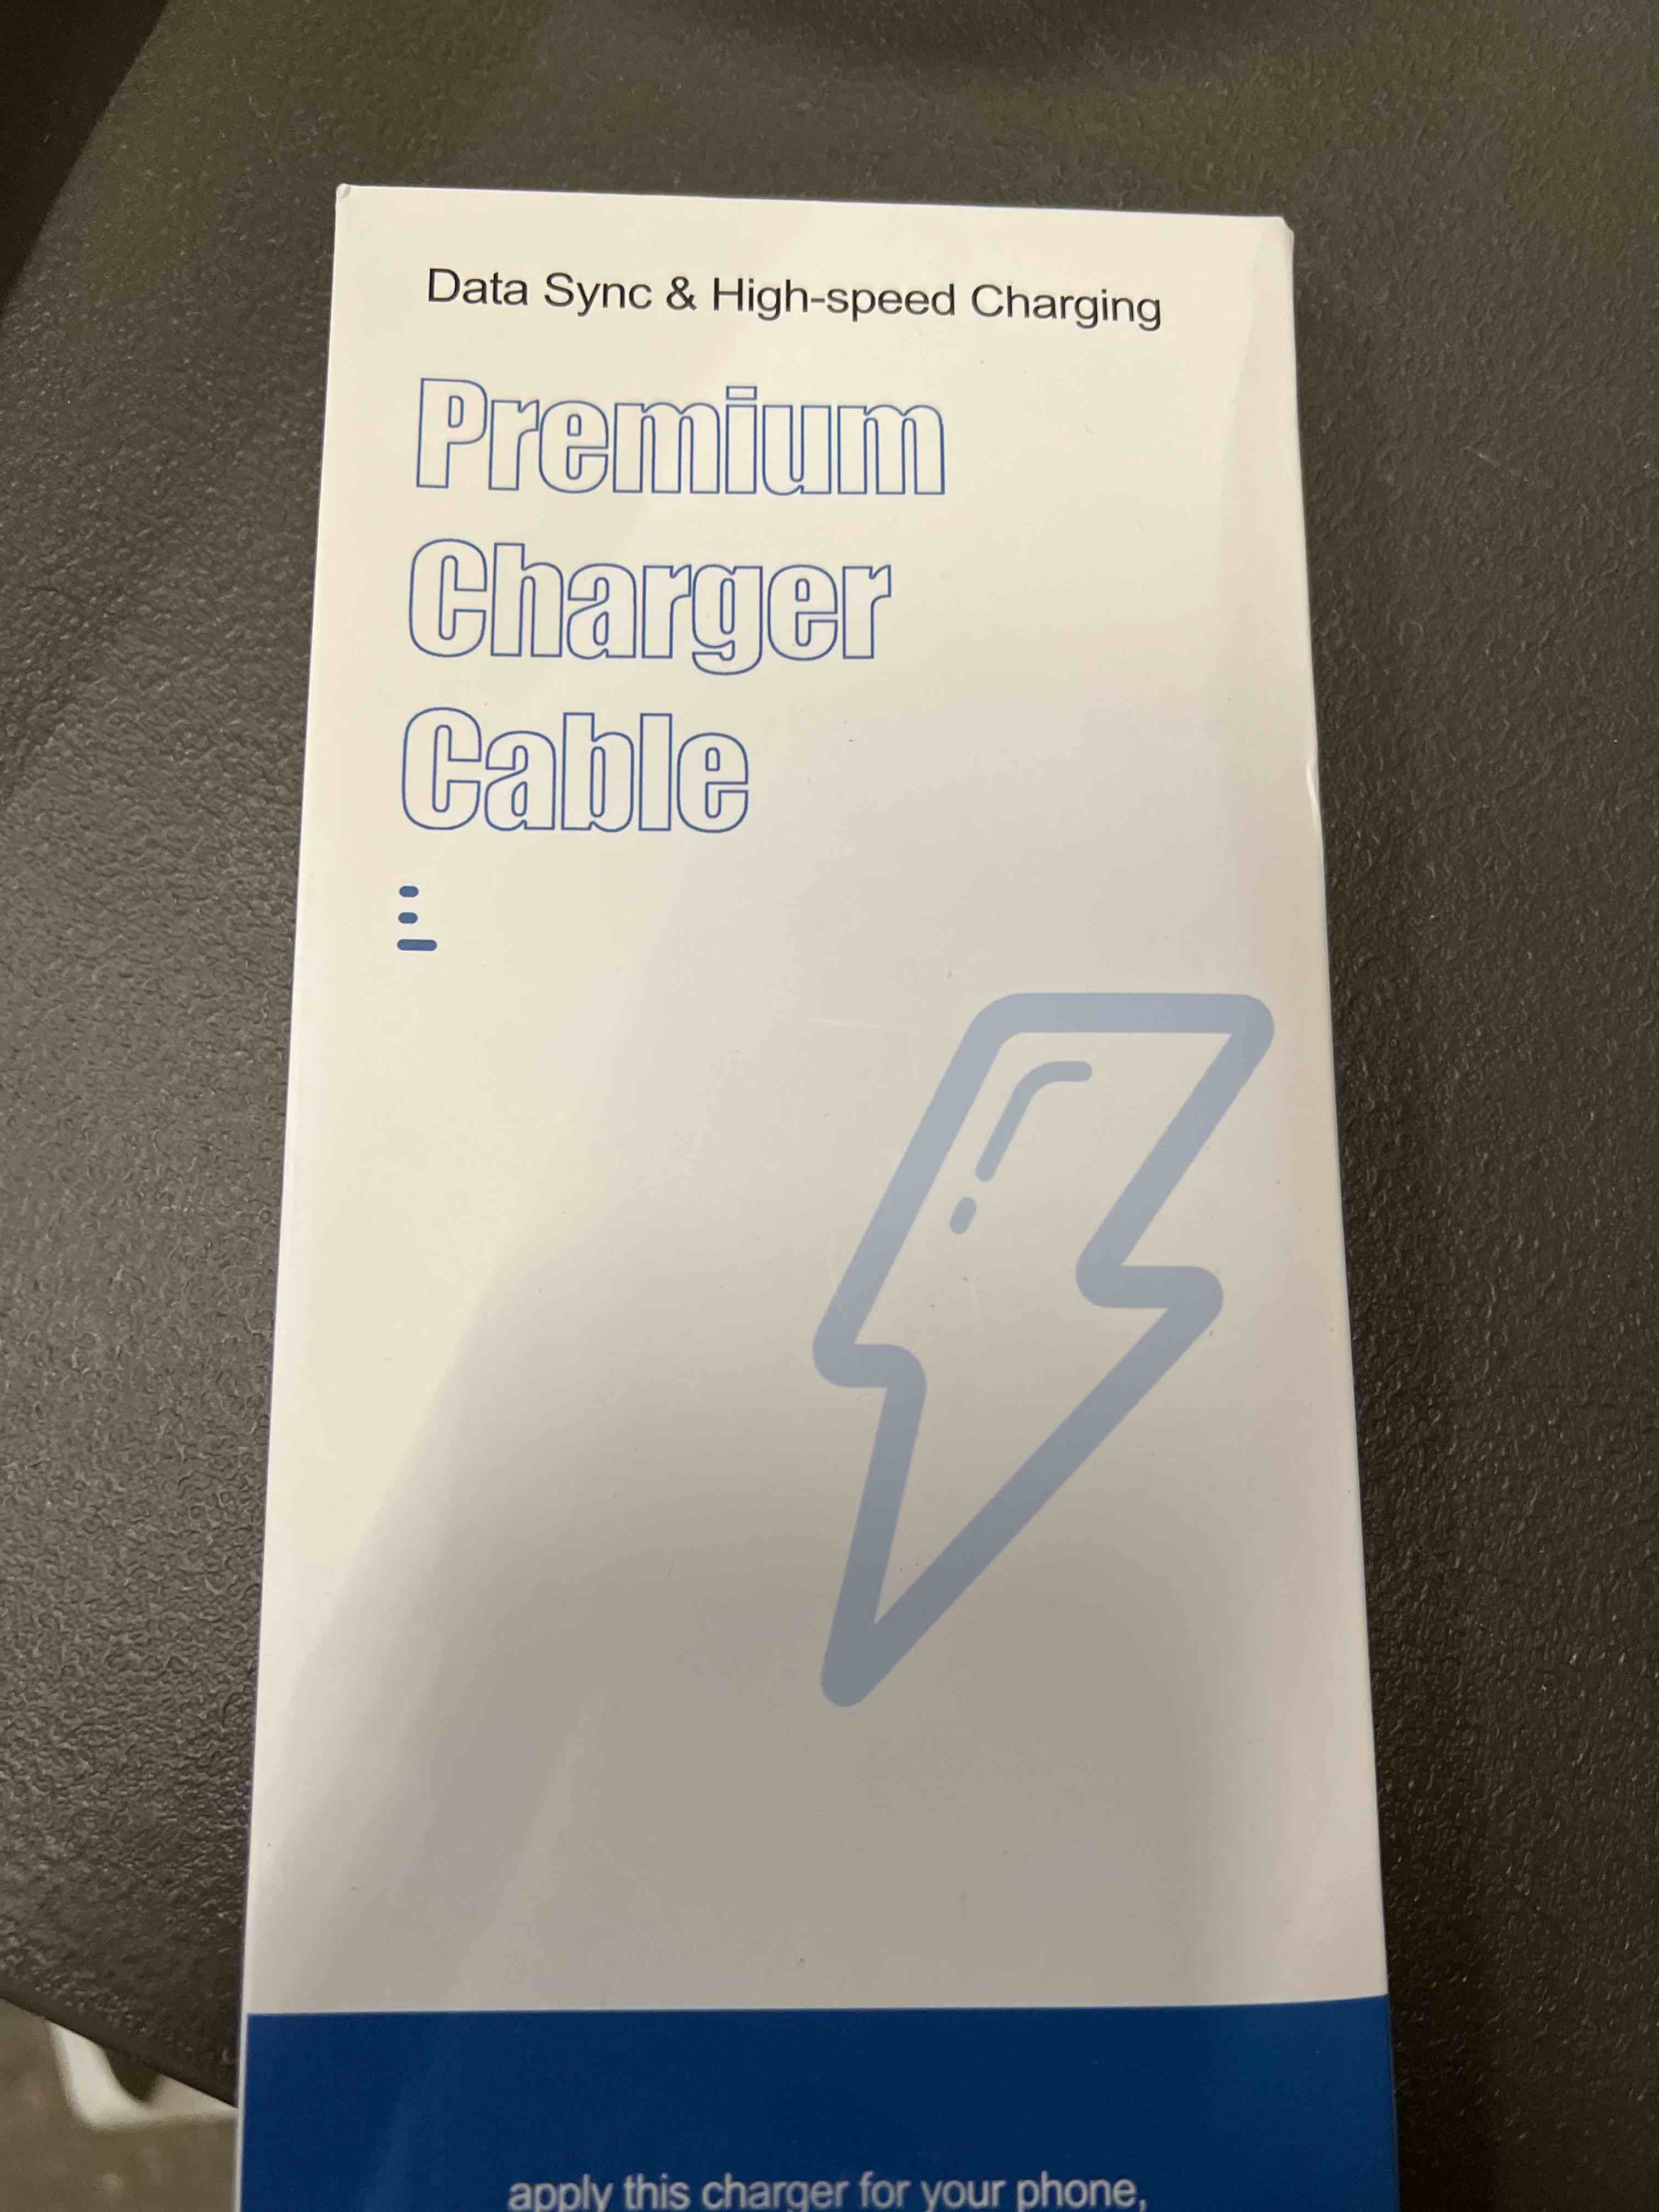 Data Sync & High-speed Charging
Premium
Charger
Cable
apply this charger for your phone,